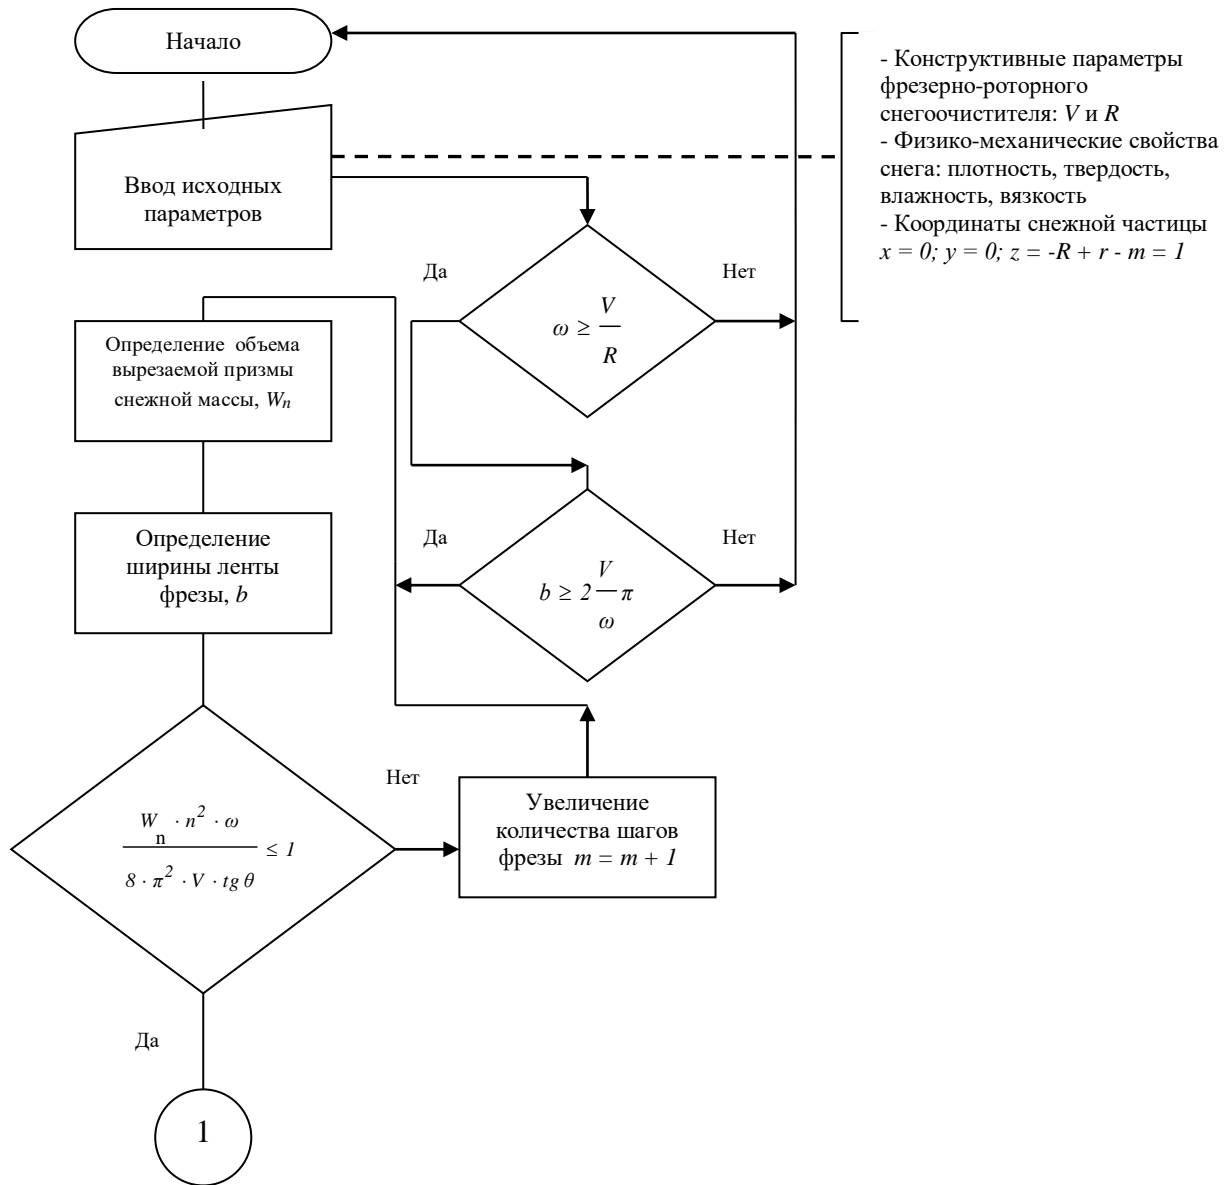 Начало
- Конструктивные параметры
фрезерно-роторного
снегоочистителя: V и R
- Физико-механические свойства
снега: плотность, твердость,
влажность, вязкость
- Координаты снежной частицы
x = 0; y = 0; z = -R + r - m = 1
Ввод исходных
параметров
Да
Нет
ω ≥ V / R
Определение объема
вырезаемой призмы
снежной массы, Wn
Да
Нет
b ≥ 2 V / ω π
Определение
ширины ленты
фрезы, b
Нет
Увеличение
количества шагов
фрезы m = m + 1
W n · n² · ω
≤ 1
8 · π² · V · tg θ
Да
1